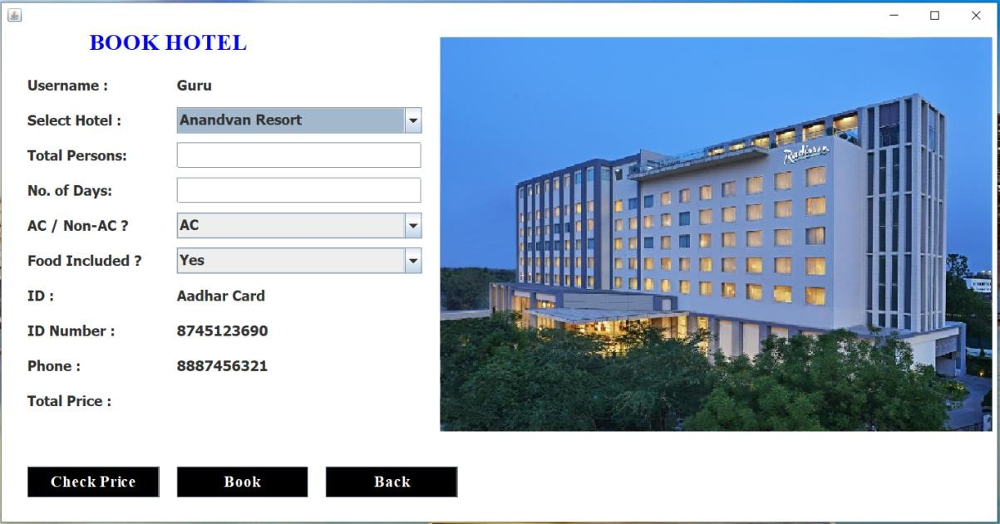 BOOK HOTEL
Username : Guru
Select Hotel : Anandvan Resort
Total Persons:
No. of Days:
AC / Non-AC ? AC
Food Included ? Yes
ID : Aadhar Card
ID Number : 8745123690
Phone : 8887456321
Total Price :
Check Price Book Back
Radisson